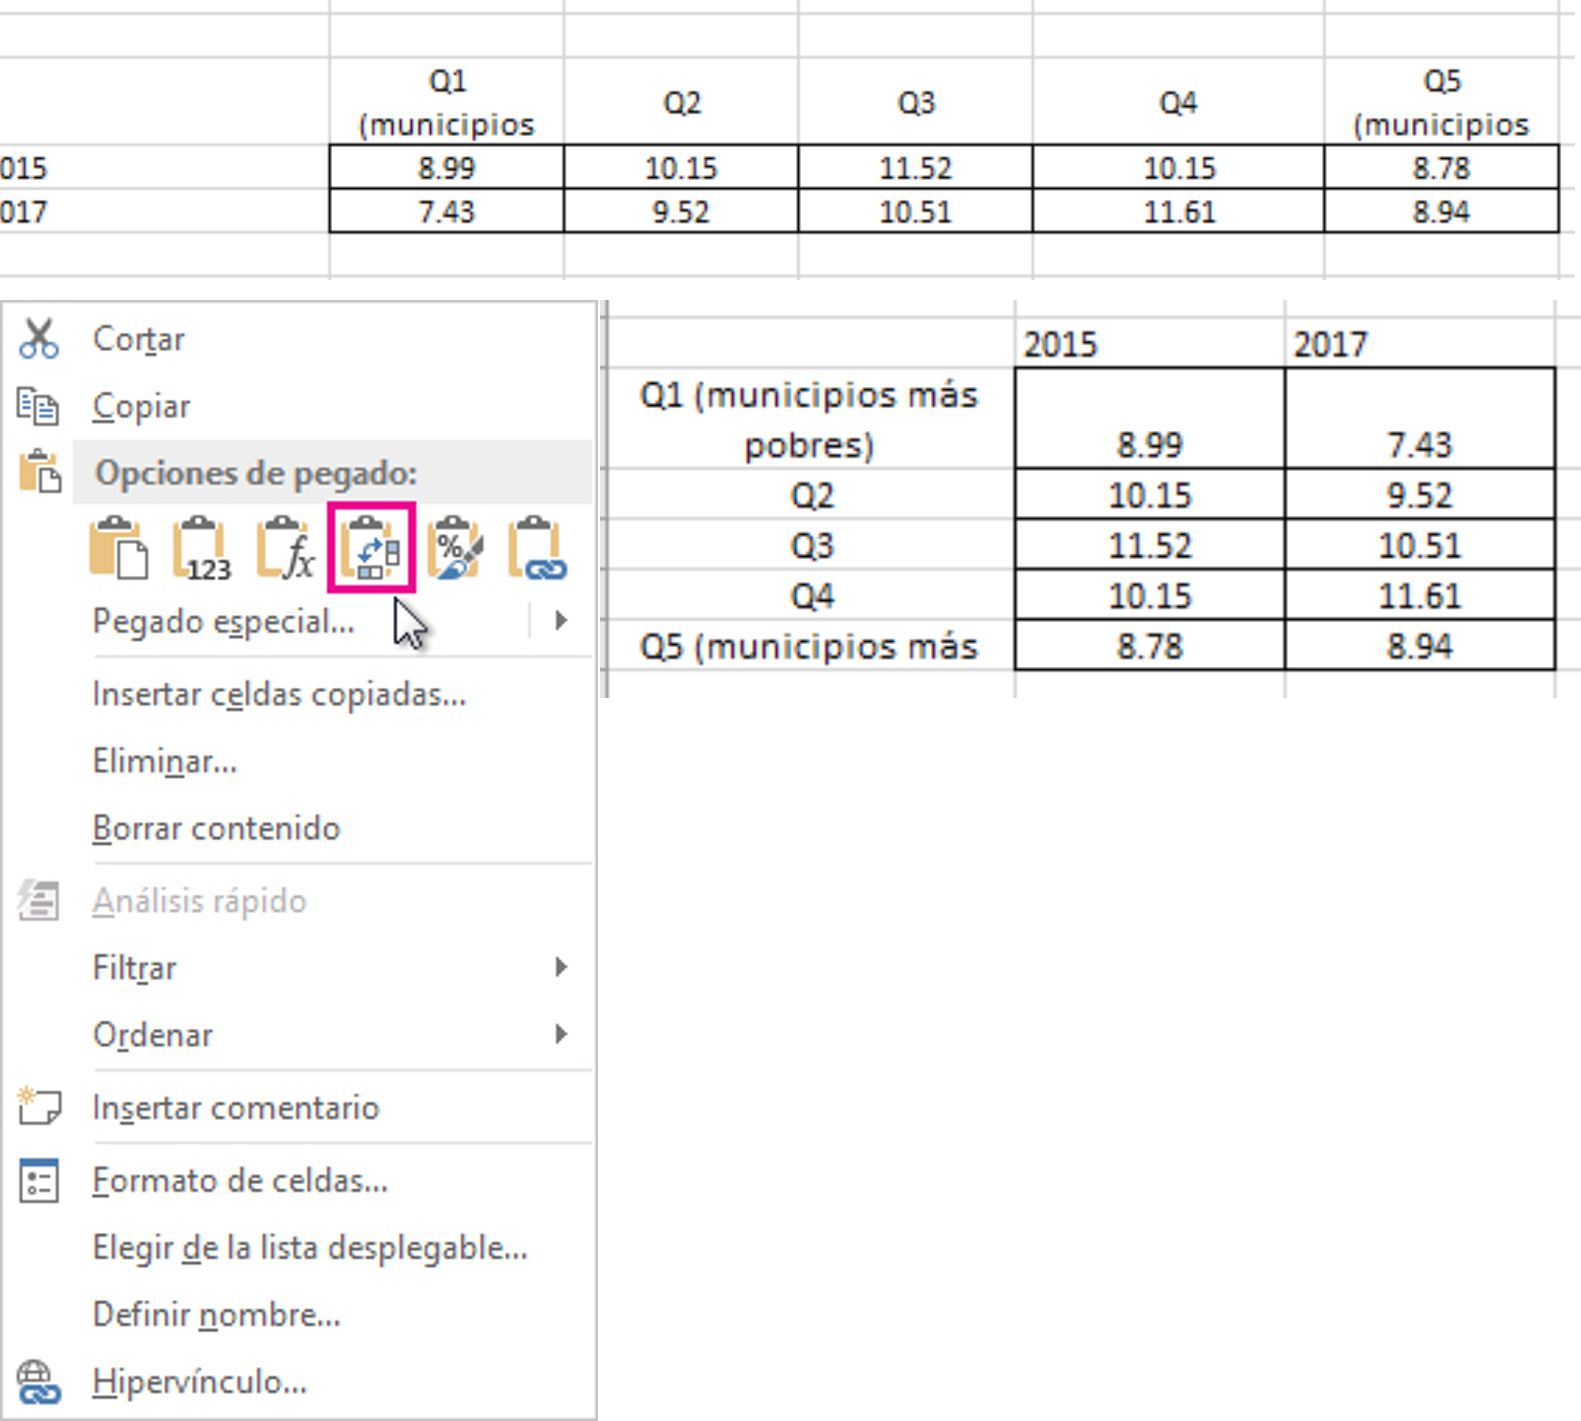 Q1 (municipios Q2 Q3 Q4 Q5 (municipios
015 8.99 10.15 11.52 10.15 8.78
017 7.43 9.52 10.51 11.61 8.94
Cortar
Copiar
Opciones de pegado:
123 fx %
Pegado especial...
Insertar celdas copiadas...
Eliminar...
Borrar contenido
Análisis rápido
Filtrar
Ordenar
Insertar comentario
Formato de celdas...
Elegir de la lista desplegable...
Definir nombre...
Hipervínculo...
2015 2017
Q1 (municipios más
pobres) 8.99 7.43
Q2 10.15 9.52
Q3 11.52 10.51
Q4 10.15 11.61
Q5 (municipios más 8.78 8.94